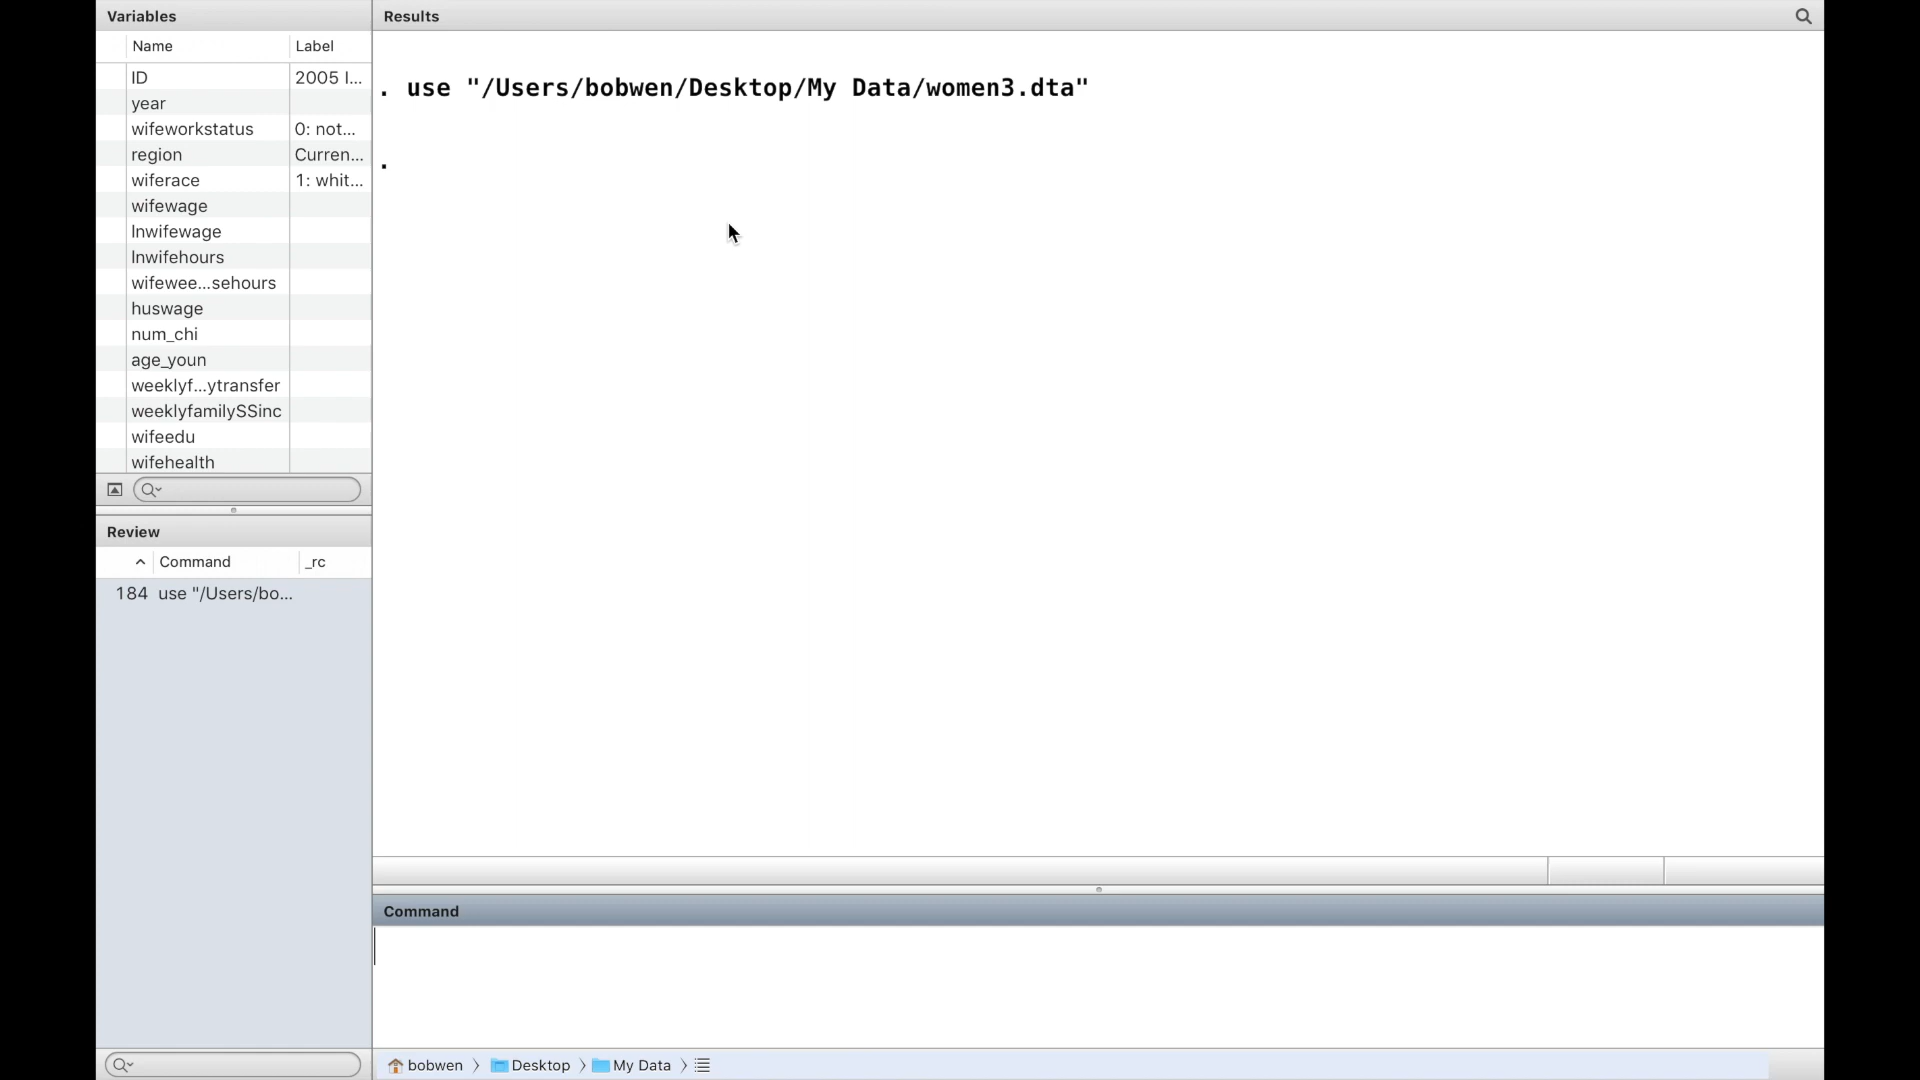 Variables
Name Label
ID 2005 I...
year
wifeworkstatus 0: not...
region Curren...
wiferace 1: whit...
wifewage
lnwifewage
lnwifehours
wifewee...sehours
huswage
num_chi
age_youn
weeklyf...ytransfer
weeklyfamilySSinc
wifeedu
wifehealth
Review
Command _rc
184 use "/Users/bo...
Results
. use "/Users/bobwen/Desktop/My Data/women3.dta"
.
Command
bobwen Desktop My Data